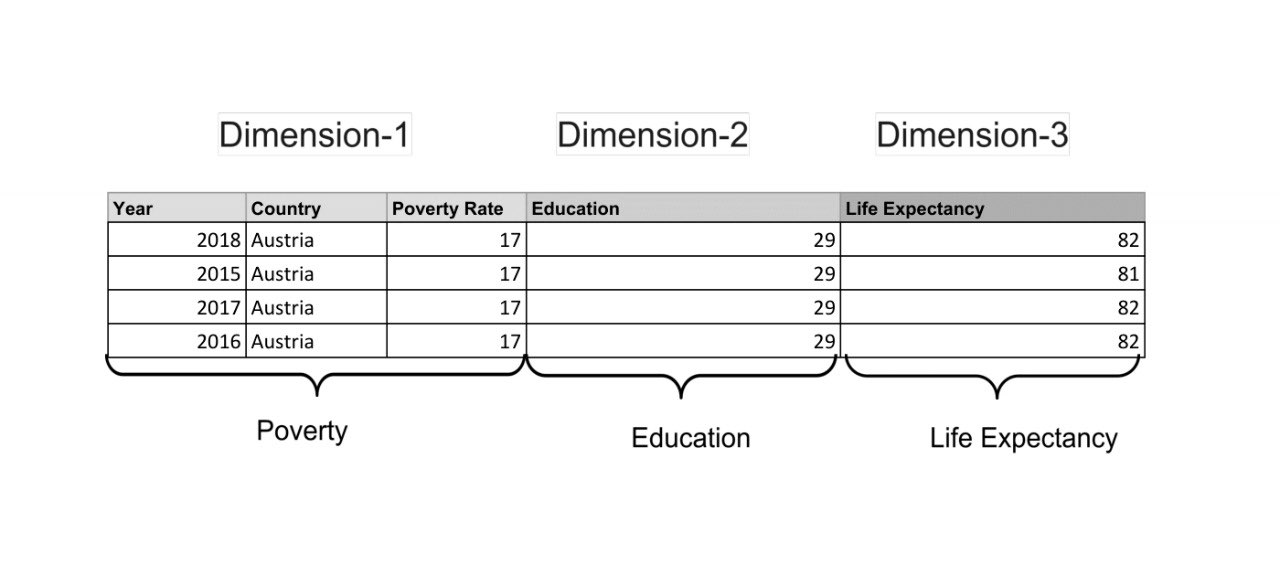 Dimension-1 Dimension-2 Dimension-3
Year Country Poverty Rate Education Life Expectancy
2018 Austria 17 29 82
2015 Austria 17 29 81
2017 Austria 17 29 82
2016 Austria 17 29 82
Poverty Education Life Expectancy